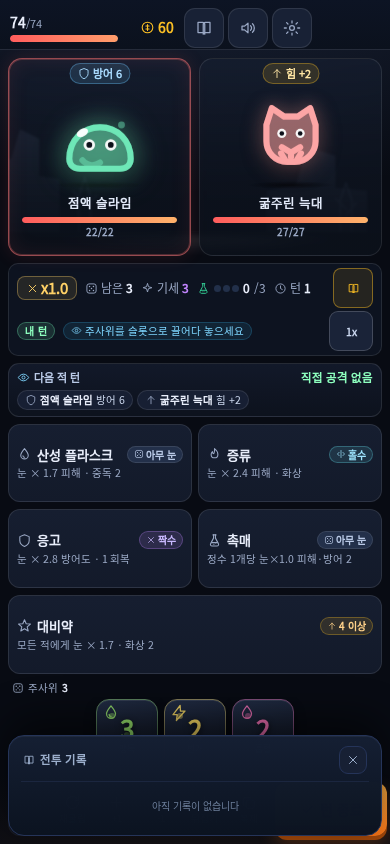 74/74 60
방어 6
힘 +2
점액 슬라임
22/22
굶주린 늑대
27/27
x1.0 남은 3 기세 3 0 /3 턴 1
내 턴 주사위를 슬롯으로 끌어다 놓으세요 1x
다음 적 턴 직접 공격 없음
점액 슬라임 방어 6 굶주린 늑대 힘 +2
산성 플라스크 아무 눈
눈 × 1.7 피해 · 중독 2
증류 홀수
눈 × 2.4 피해 · 화상
응고 짝수
눈 × 2.8 방어도 · 1 회복
촉매 아무 눈
정수 1개당 눈×1.0 피해·방어 2
대비약 4 이상
모든 적에게 눈 × 1.7 · 화상 2
주사위 3
3 2 2
전투 기록
아직 기록이 없습니다